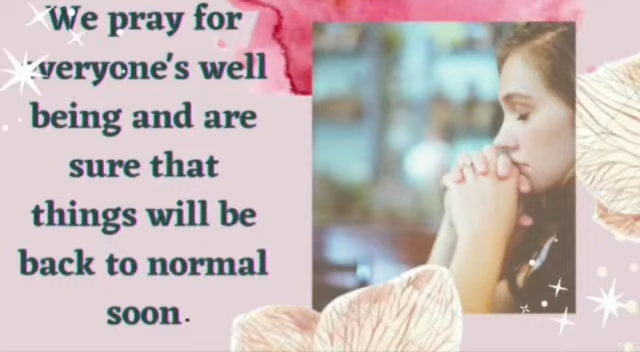 We pray for
everyone's well
being and are
sure that
things will be
back to normal
soon.